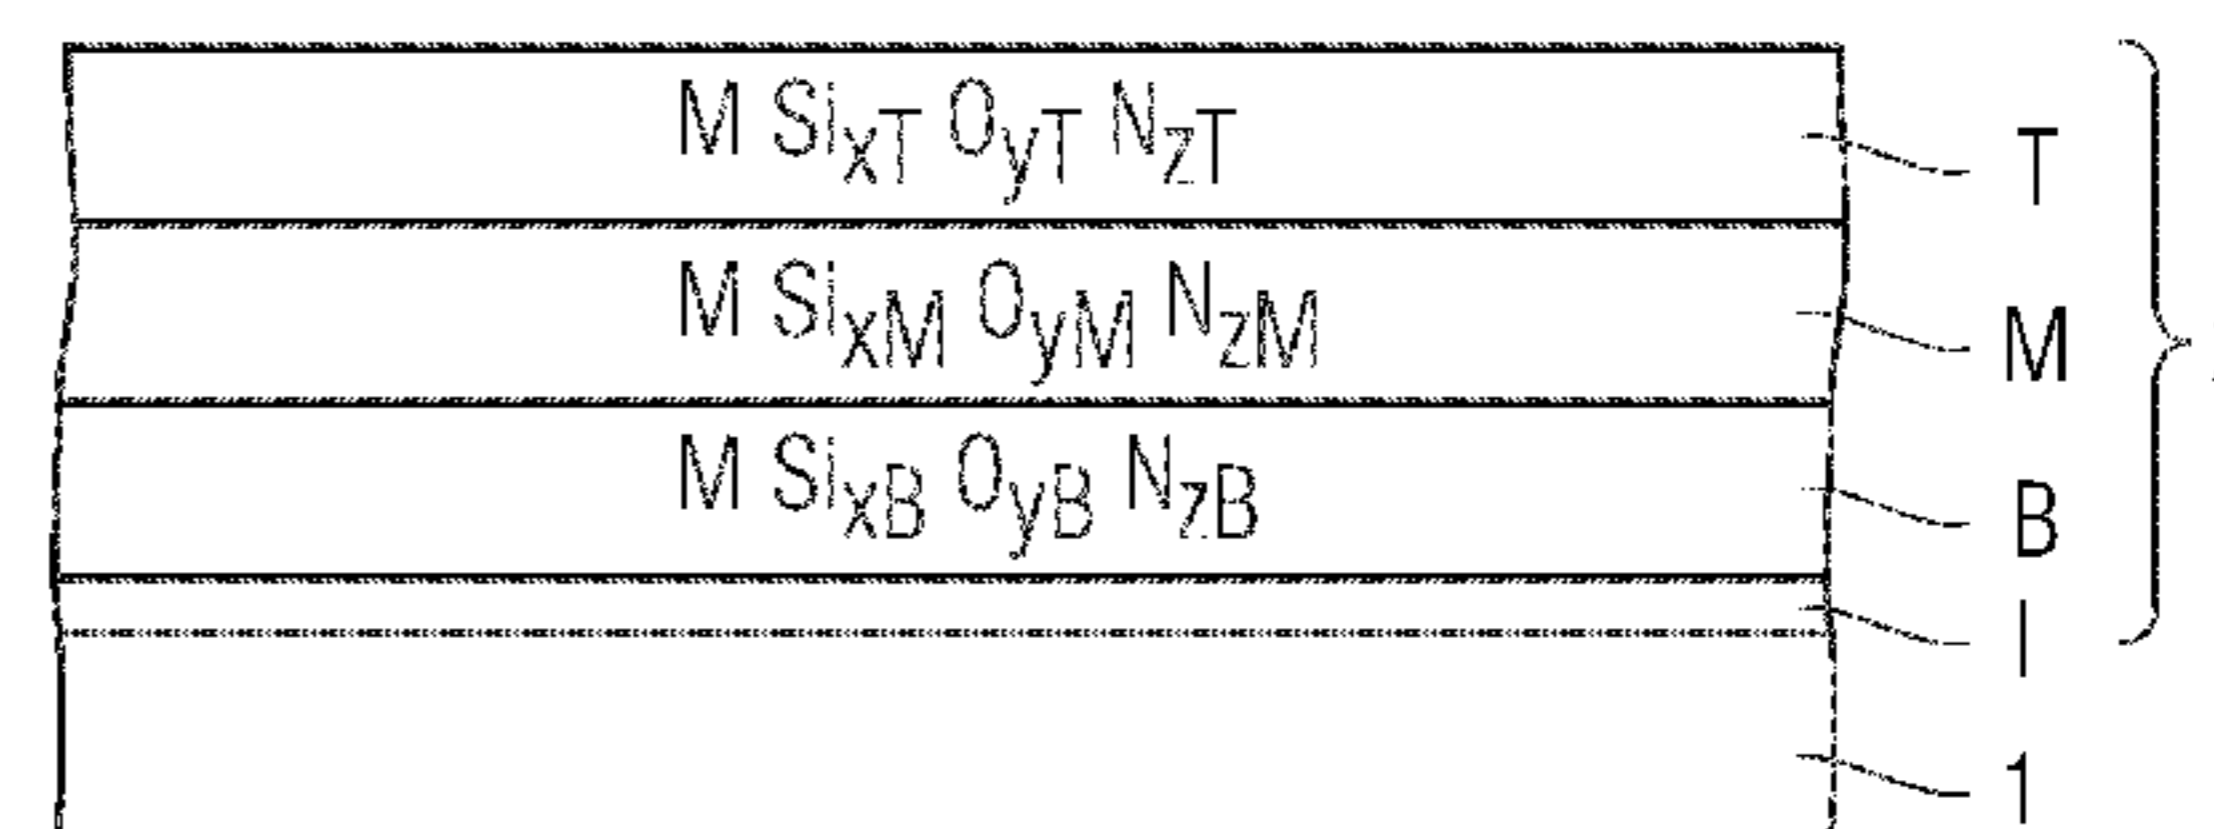 M Si_xT O_yT N_zT
T
M Si_xM O_yM N_zM
M
M Si_xB O_yB N_zB
B
I
1